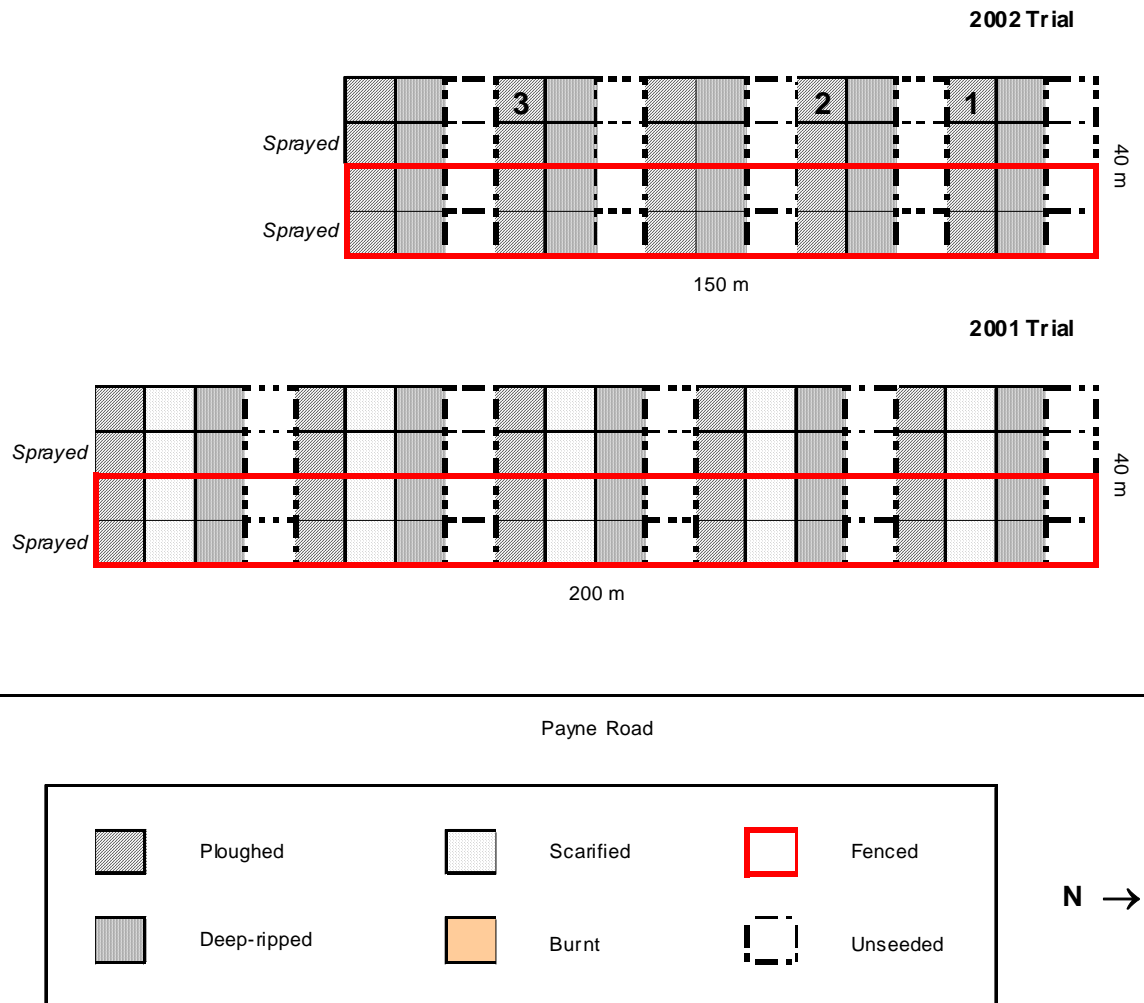 2002 Trial
3 2 1
Sprayed
40 m
Sprayed
150 m
2001 Trial
Sprayed
40 m
Sprayed
200 m
Payne Road
Ploughed Scarified Fenced
N →
Deep-ripped Burnt Unseeded